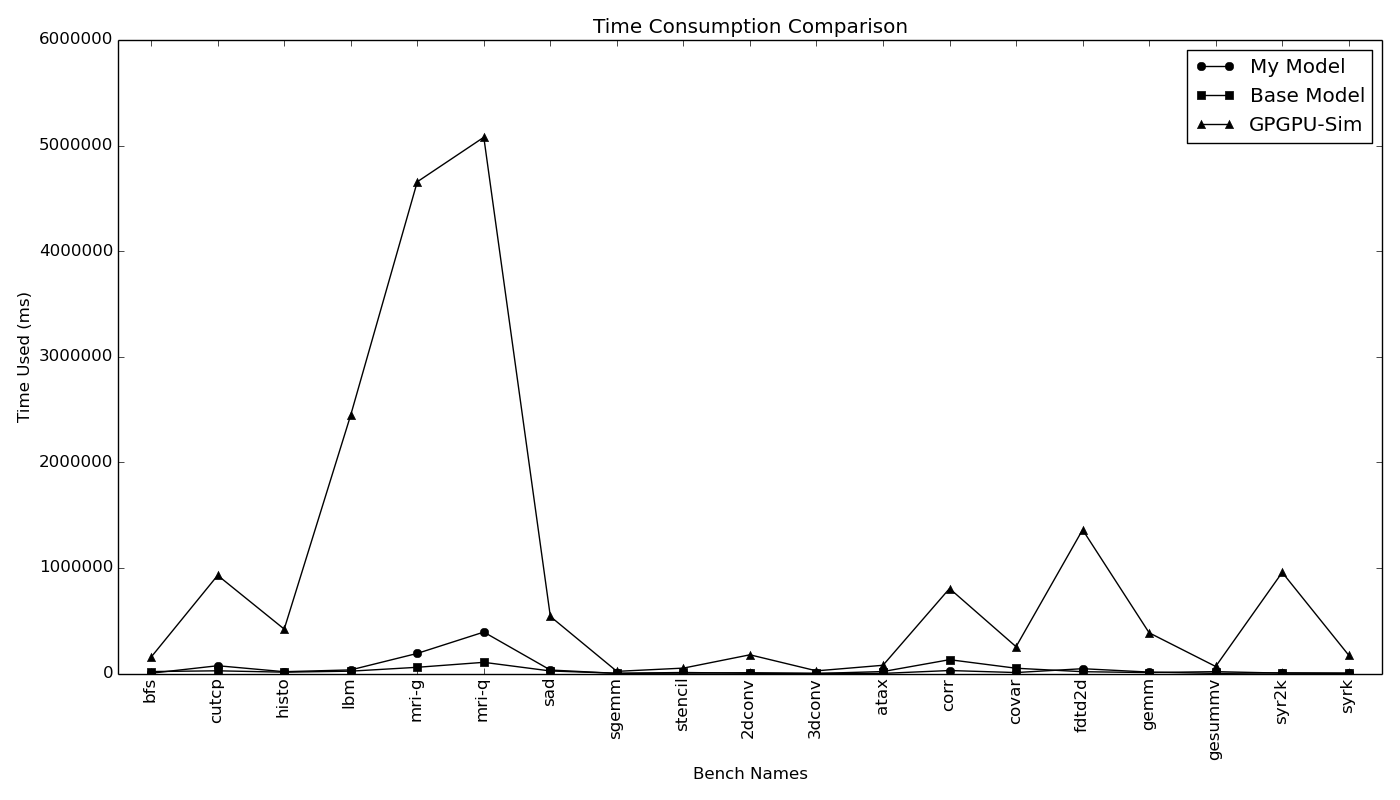 Time Consumption Comparison
6000000
5000000
4000000
3000000
2000000
1000000
0
Time Used (ms)
My Model
Base Model
GPGPU-Sim
bfs
cutcp
histo
lbm
mri-g
mri-q
sad
sgemm
stencil
2dconv
3dconv
atax
corr
covar
fdtd2d
gemm
gesummv
syr2k
syrk
Bench Names